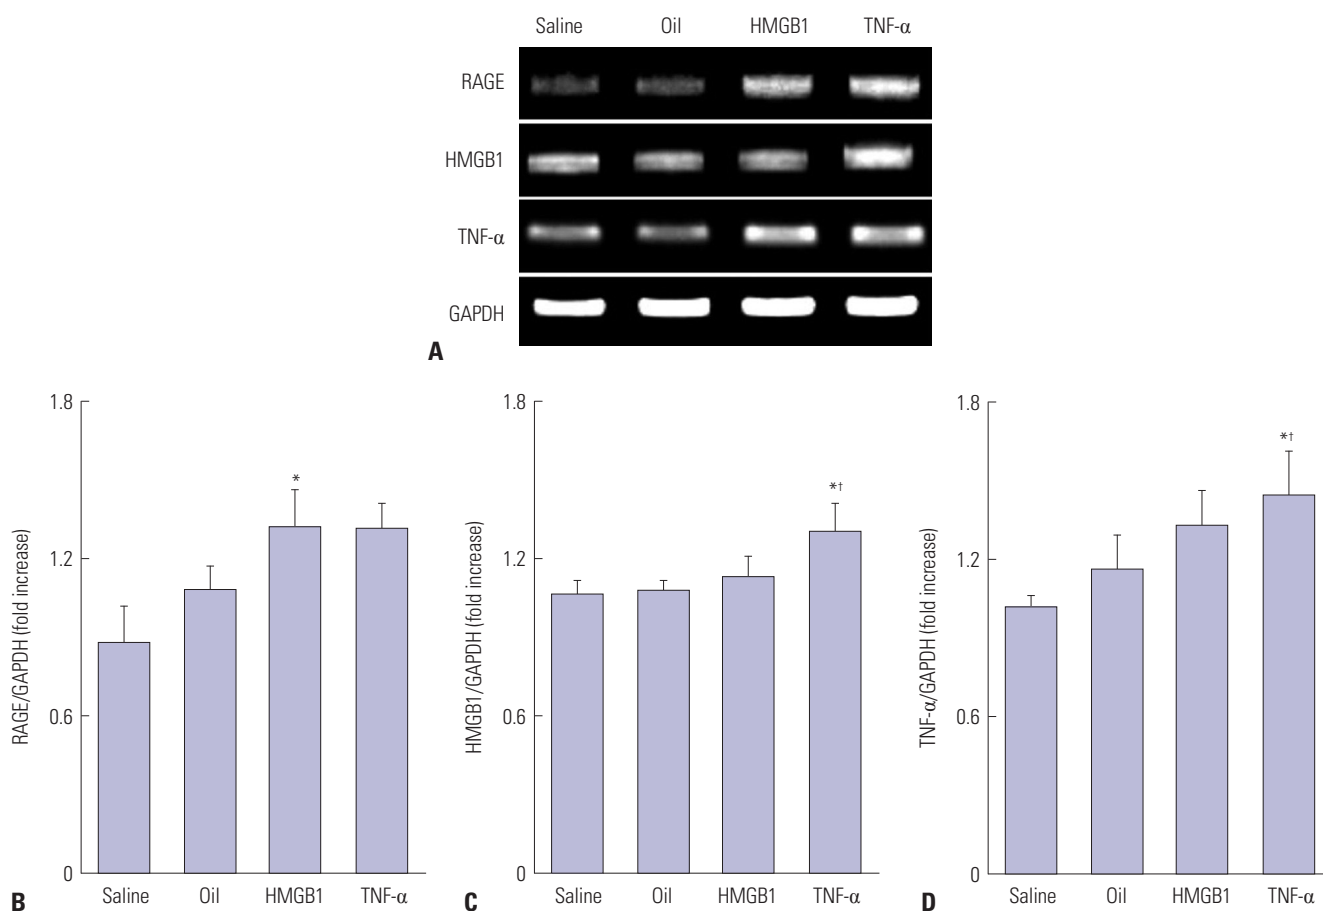 Saline Oil HMGB1 TNF-α
RAGE
HMGB1
TNF-α
GAPDH
A
RAGE/GAPDH (fold increase)
1.8
1.2
0.6
0
*
Saline Oil HMGB1 TNF-α
B
HMGB1/GAPDH (fold increase)
1.8
1.2
0.6
0
*†
Saline Oil HMGB1 TNF-α
C
TNF-α/GAPDH (fold increase)
1.8
1.2
0.6
0
*†
Saline Oil HMGB1 TNF-α
D